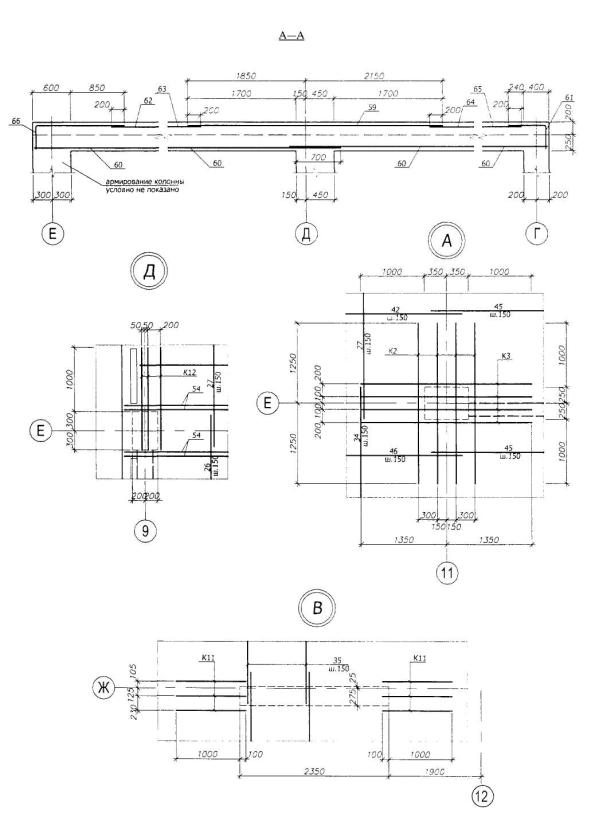 А—А
1850 2150
600 850 1700 150 450 1700 240 400
200 62 63 200 59 200 64 65 200 61
66 200
250
60 60 700 60 60
армирование колонны
условно не показано
300 300 150 450 200 200
Е Д Г
Д А
1000 350 350 1000
50 50 200
42 ш.150 45 ш.150
27 ш.150
К2 К3
1000 К12 27 ш.150
54
1250 200 100 100 200 1000
Е 300 300 Е 250 250
54
26 ш.150
34 ш.150
1250 46 ш.150 45 ш.150 1000
200 200
300 300
150 150
9
1350 1350
11
В
К11 35 ш.150 К11
105
Ж 125 25
230 275
1000 100 100 1000
2350 1900
12